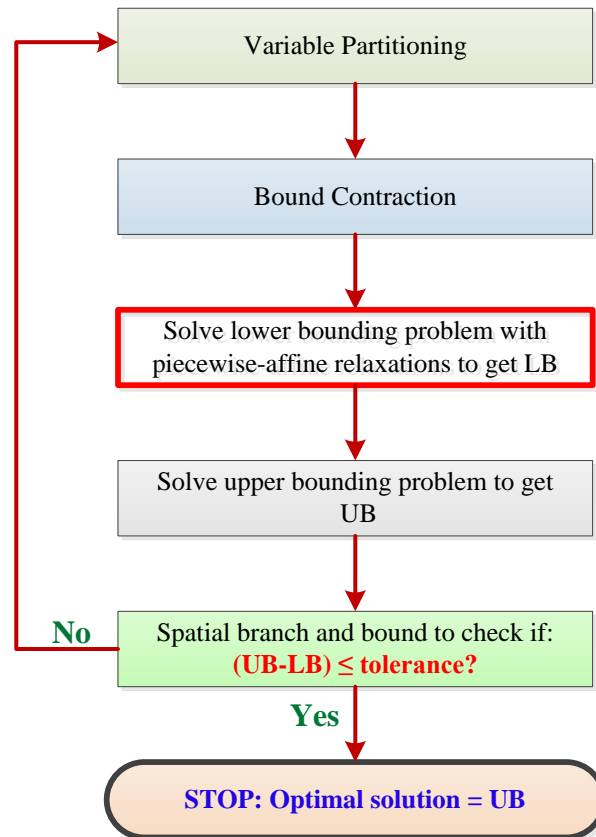 Variable Partitioning
Bound Contraction
Solve lower bounding problem with
piecewise-affine relaxations to get LB
Solve upper bounding problem to get
UB
No
Spatial branch and bound to check if:
(UB-LB) ≤ tolerance?
Yes
STOP: Optimal solution = UB